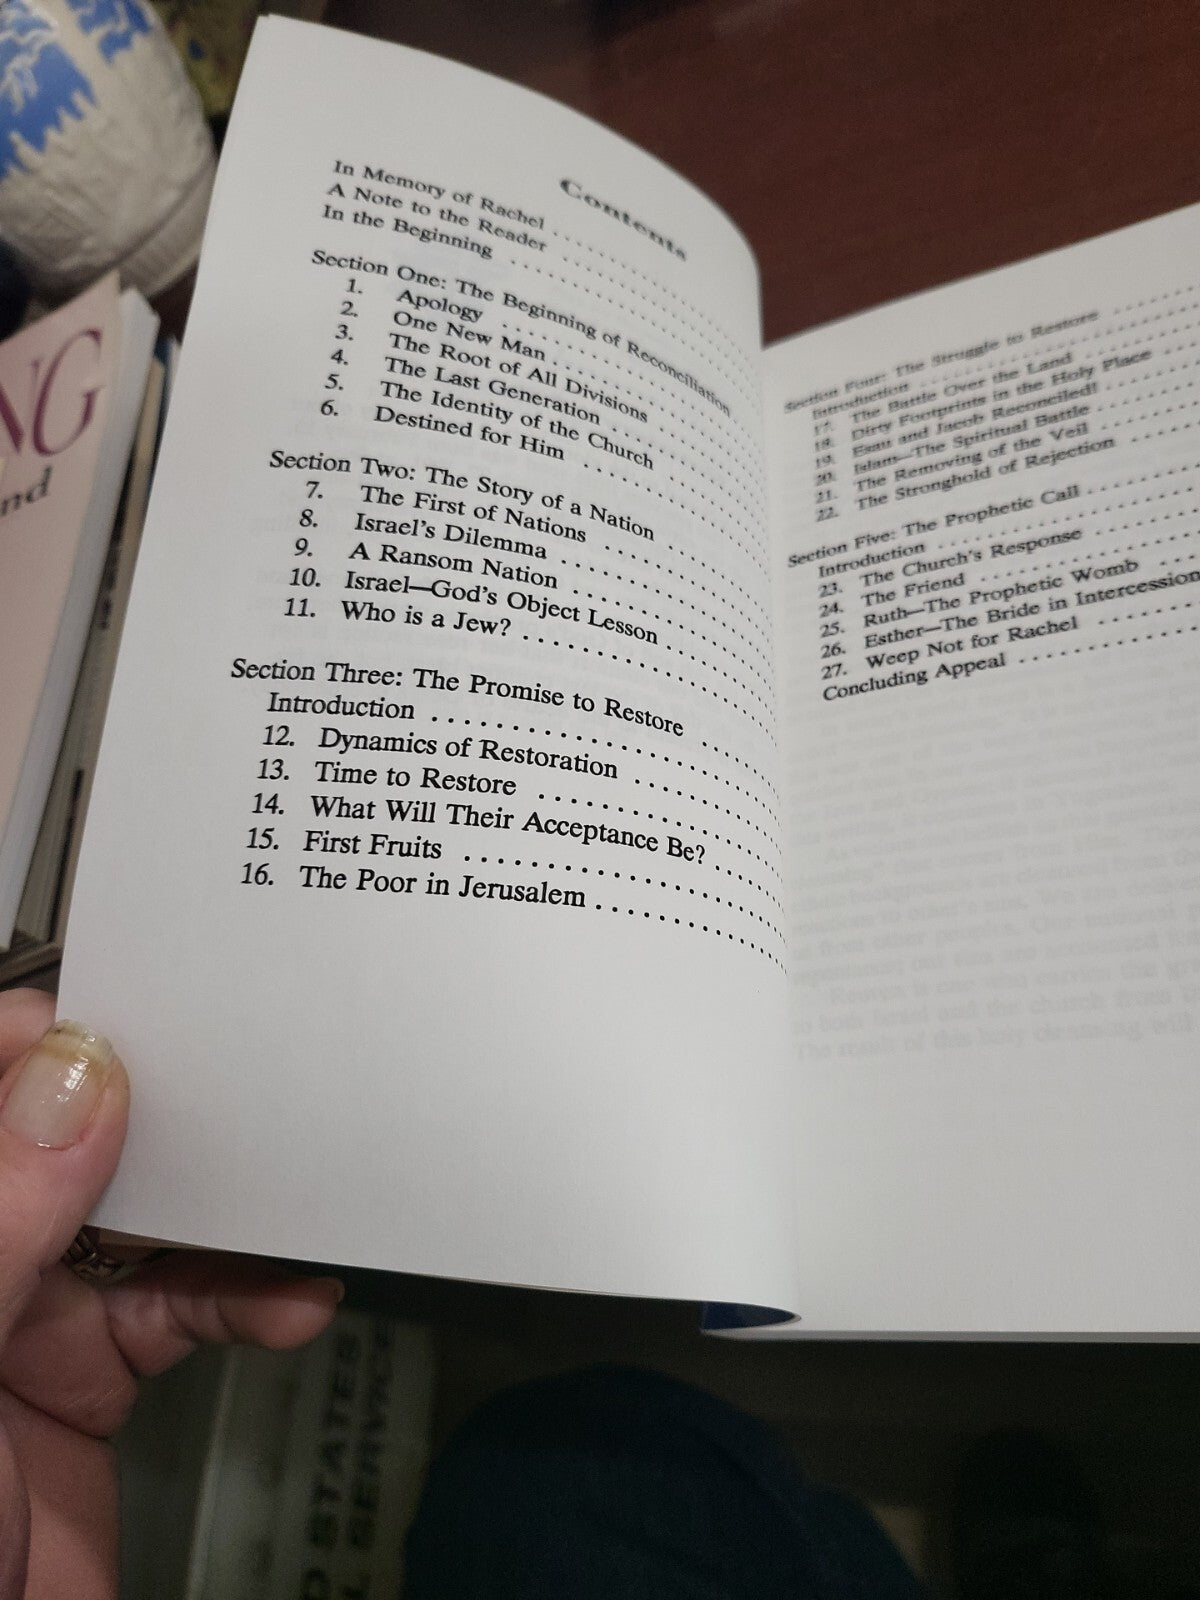 Contents
In Memory of Rachel
A Note to the Reader
In the Beginning
Section One: The Beginning of Reconciliation
1. Apology
2. One New Man
3. The Root of All Divisions
4. The Last Generation
5. The Identity of the Church
6. Destined for Him
Section Two: The Story of a Nation
7. The First of Nations
8. Israel's Dilemma
9. A Ransom Nation
10. Israel—God's Object Lesson
11. Who is a Jew?
Section Three: The Promise to Restore
Introduction
12. Dynamics of Restoration
13. Time to Restore
14. What Will Their Acceptance Be?
15. First Fruits
16. The Poor in Jerusalem
Section Four: The Struggle to Restore
Introduction
17. The Battle Over the Land
18. Dirty Footprints in the Holy Place
19. Esau and Jacob Reconciled!
20. Islam—The Spiritual Battle
21. The Removing of the Veil
22. The Stronghold of Rejection
Section Five: The Prophetic Call
Introduction
23. The Church's Response
24. The Friend
25. Ruth—The Prophetic Womb
26. Esther—The Bride in Intercession
27. Weep Not for Rachel
Concluding Appeal
NG
nd
STATES
SERVICE